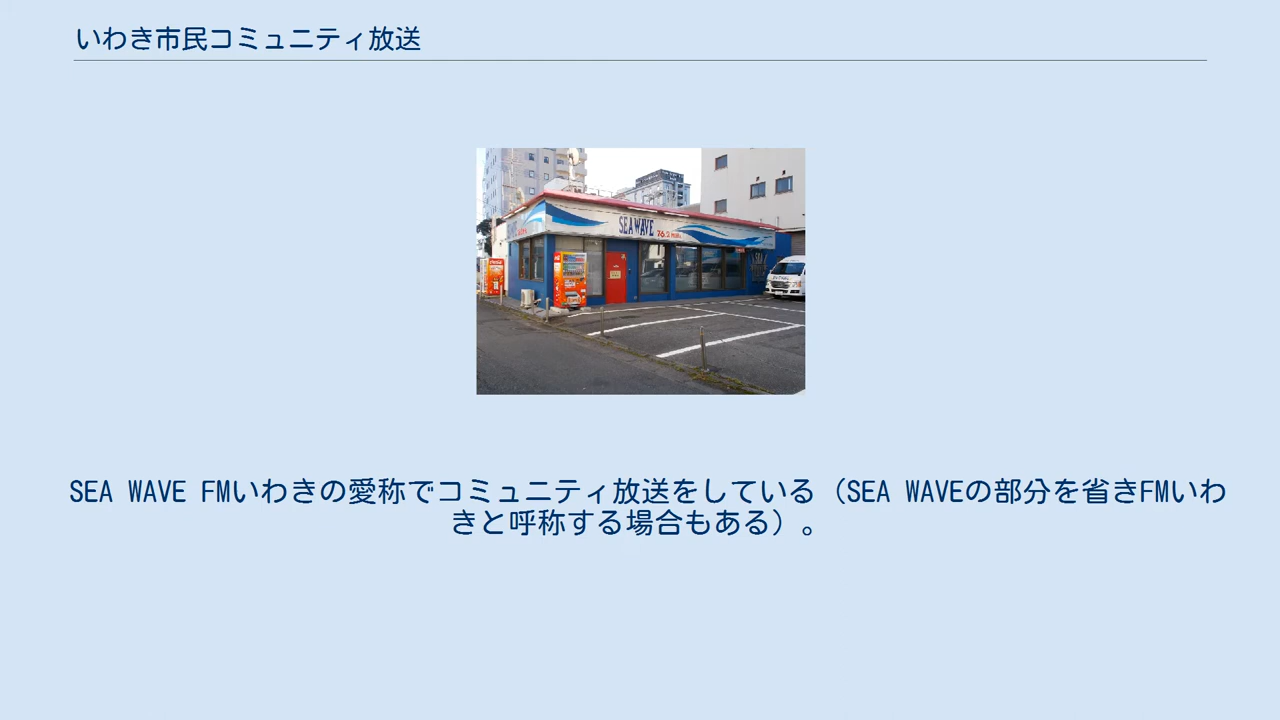 いわき市民コミュニティ放送
SEA WAVE
76.2
SEA WAVE FMいわきの愛称でコミュニティ放送をしている（SEA WAVEの部分を省きFMいわ
きと呼称する場合もある）。